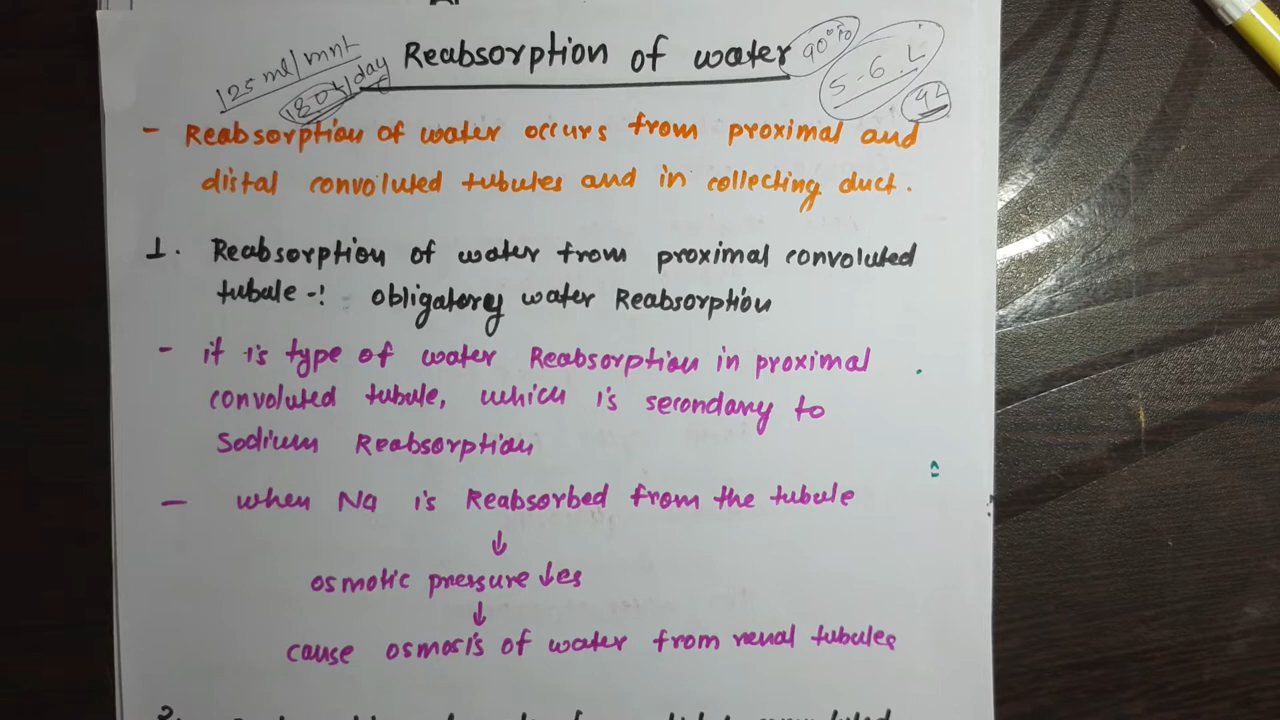 125 ml/mnt
180L/day
Reabsorption of water
90%
5.6.L
4L
- Reabsorption of water occurs from proximal and
distal convoluted tubules and in collecting duct.
1. Reabsorption of water from proximal convoluted
tubule -: obligatory water Reabsorption
- it is type of water Reabsorption in proximal
convoluted tubule, which is secondary to
Sodium Reabsorption
- when Na is Reabsorbed from the tubule
↓
osmotic pressure ↓es
↓
cause osmosis of water from renal tubules
2.